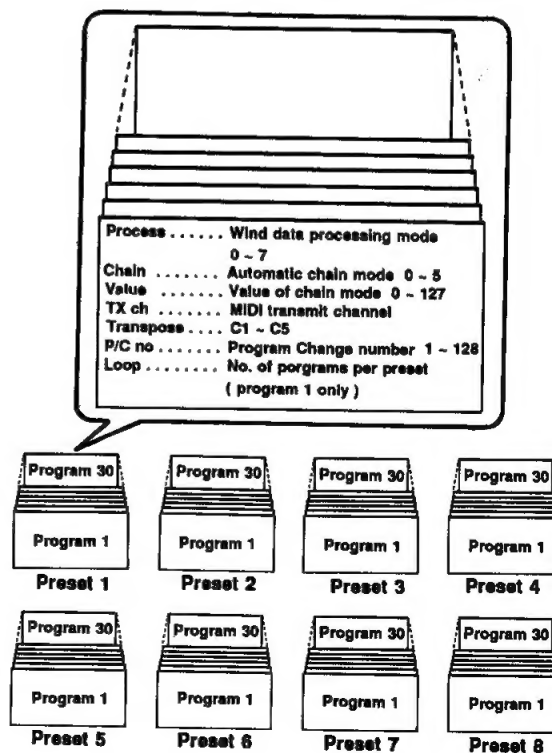 Process ...... Wind data processing mode
0 ~ 7
Chain ....... Automatic chain mode 0 ~ 5
Value ....... Value of chain mode 0 ~ 127
TX ch ....... MIDI transmit channel
Transpose .... C1 ~ C5
P/C no ....... Program Change number 1 ~ 128
Loop ........ No. of porgrams per preset
( program 1 only )
Program 30 Program 30 Program 30 Program 30
Program 1 Program 1 Program 1 Program 1
Preset 1 Preset 2 Preset 3 Preset 4
Program 30 Program 30 Program 30 Program 30
Program 1 Program 1 Program 1 Program 1
Preset 5 Preset 6 Preset 7 Preset 8